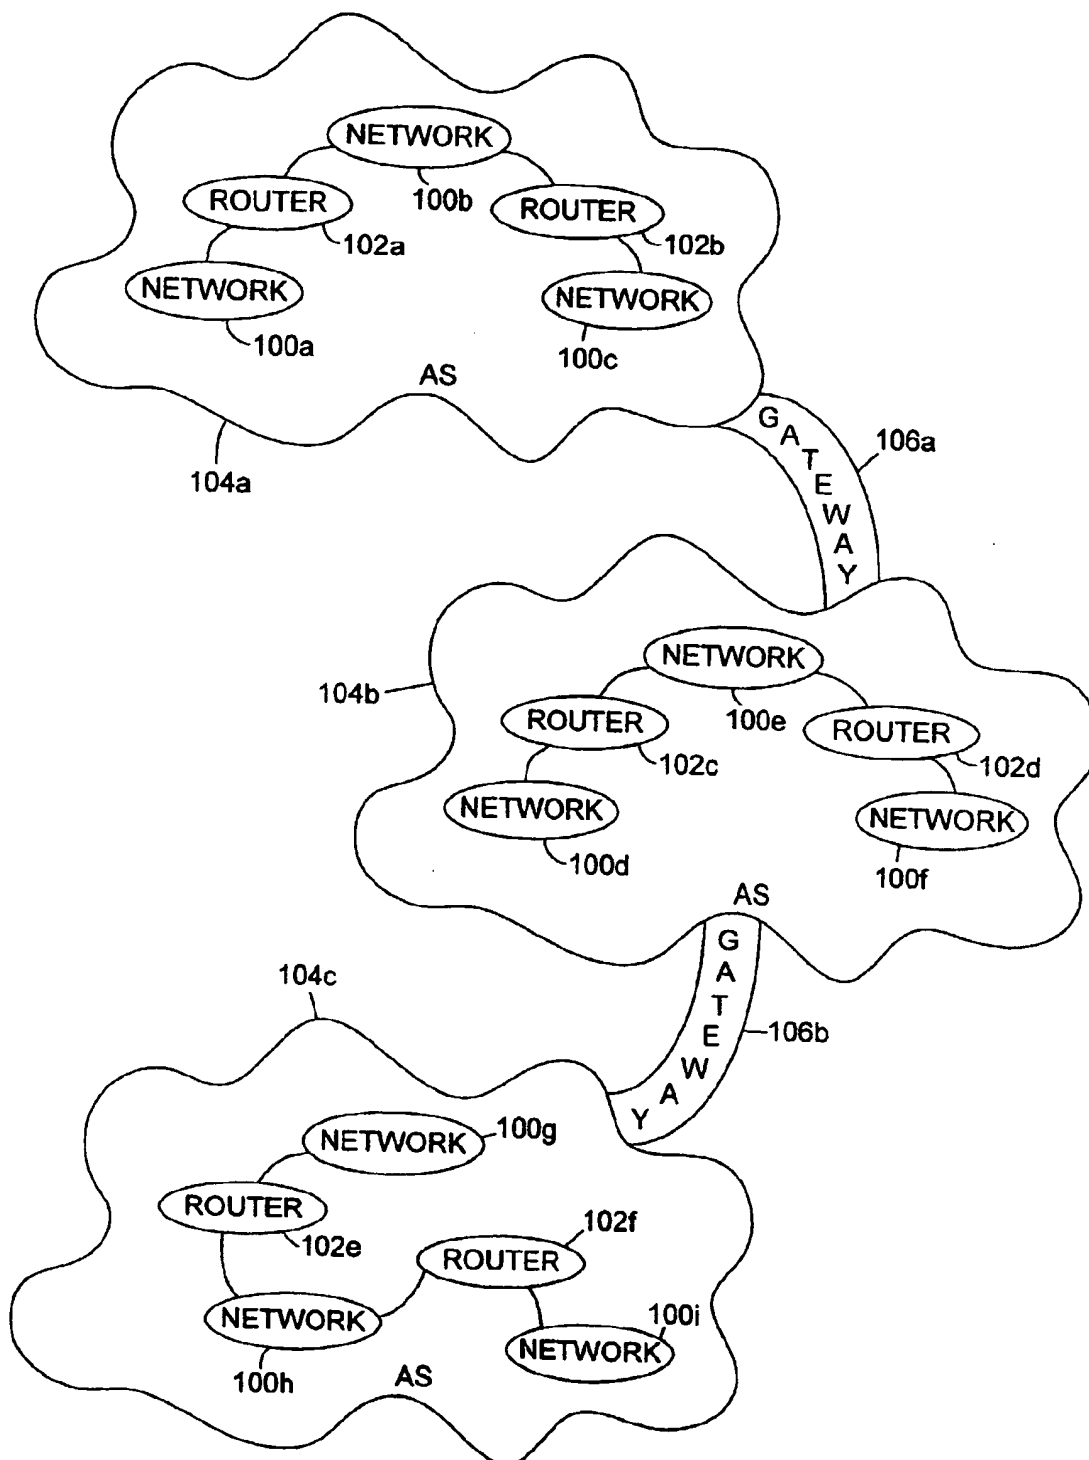 NETWORK
100b
ROUTER
102a
ROUTER
102b
NETWORK
100a
NETWORK
100c
AS
104a
GATEWAY
106a
104b
NETWORK
100e
ROUTER
102c
ROUTER
102d
NETWORK
100d
NETWORK
100f
AS
GATEWAY
106b
104c
NETWORK
100g
ROUTER
102e
ROUTER
102f
NETWORK
100h
NETWORK
100i
AS